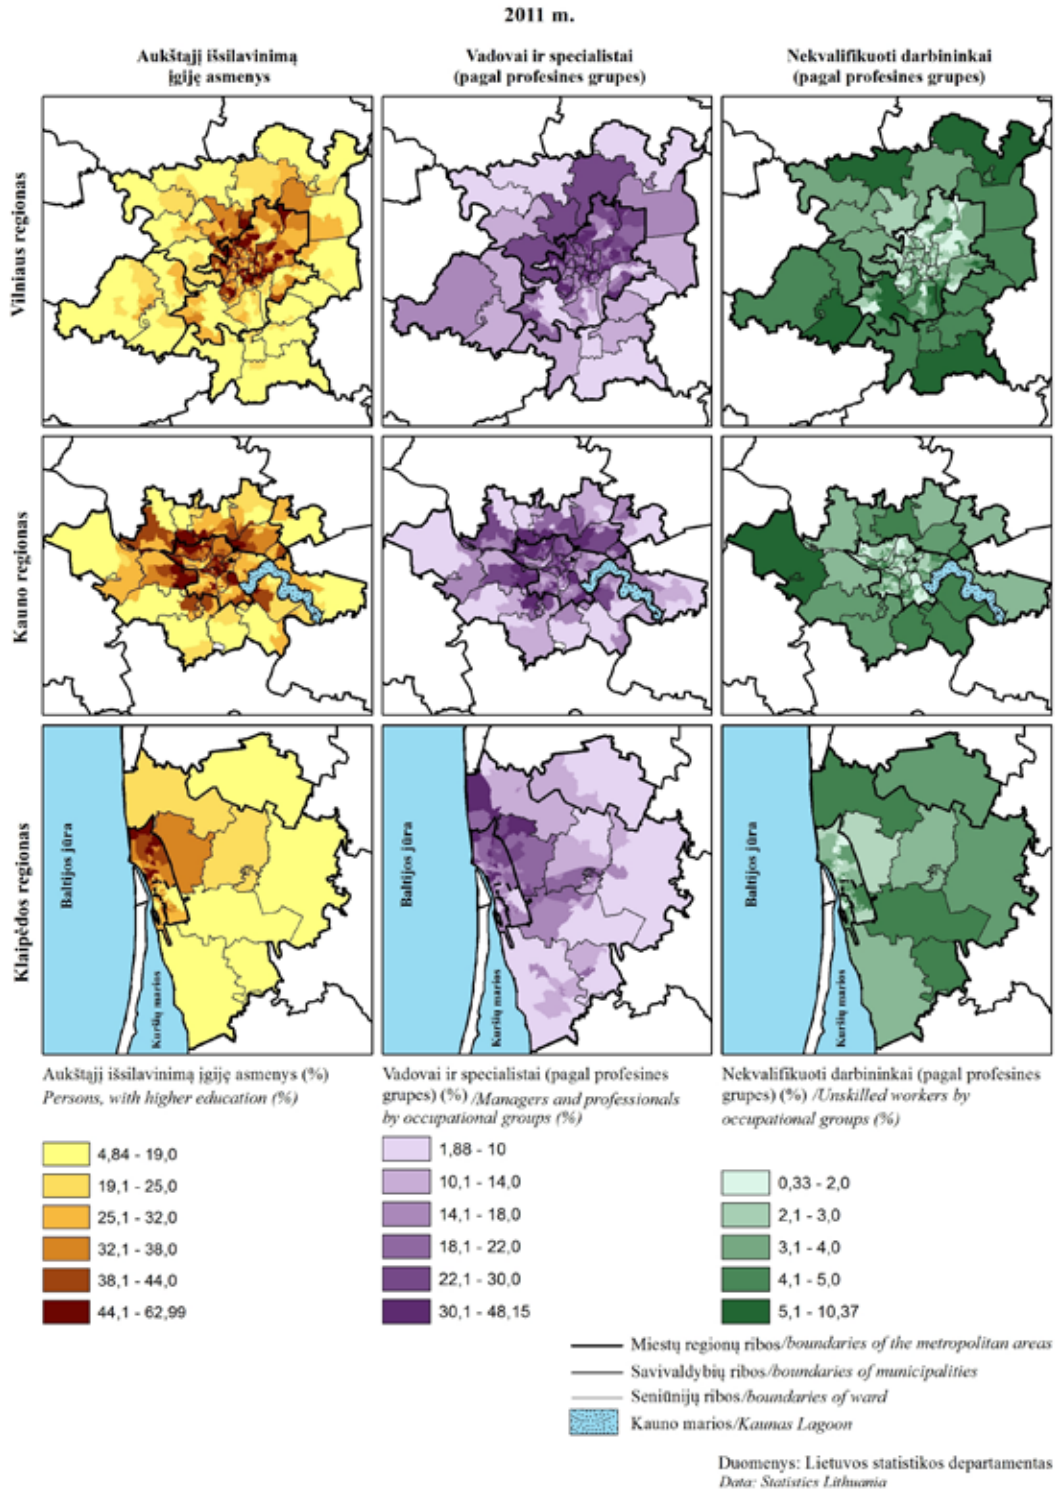 2011 m.
Aukštąjį išsilavinimą
įgiję asmenys
Vadovai ir specialistai
(pagal profesines grupes)
Nekvalifikuoti darbininkai
(pagal profesines grupes)
Vilniaus regionas
Kauno regionas
Klaipėdos regionas
Baltijos jūra
Kuršių marios
Baltijos jūra
Kuršių marios
Baltijos jūra
Kuršių marios
Aukštąjį išsilavinimą įgiję asmenys (%)
Persons, with higher education (%)
4,84 - 19,0
19,1 - 25,0
25,1 - 32,0
32,1 - 38,0
38,1 - 44,0
44,1 - 62,99
Vadovai ir specialistai (pagal profesines
grupes) (%) /Managers and professionals
by occupational groups (%)
1,88 - 10
10,1 - 14,0
14,1 - 18,0
18,1 - 22,0
22,1 - 30,0
30,1 - 48,15
Nekvalifikuoti darbininkai (pagal profesines
grupes) (%) /Unskilled workers by
occupational groups (%)
0,33 - 2,0
2,1 - 3,0
3,1 - 4,0
4,1 - 5,0
5,1 - 10,37
Miestų regionų ribos/boundaries of the metropolitan areas
Savivaldybių ribos/boundaries of municipalities
Seniūnijų ribos/boundaries of ward
Kauno marios/Kaunas Lagoon
Duomenys: Lietuvos statistikos departamentas
Data: Statistics Lithuania